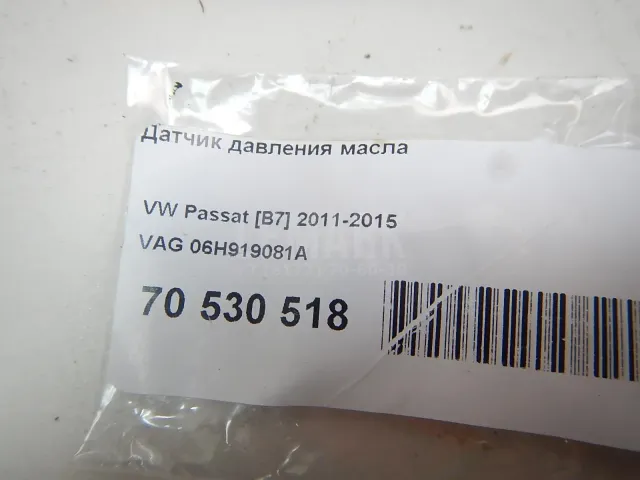 Датчик давления масла
VW Passat [B7] 2011-2015
VAG 06H919081A
70 530 518